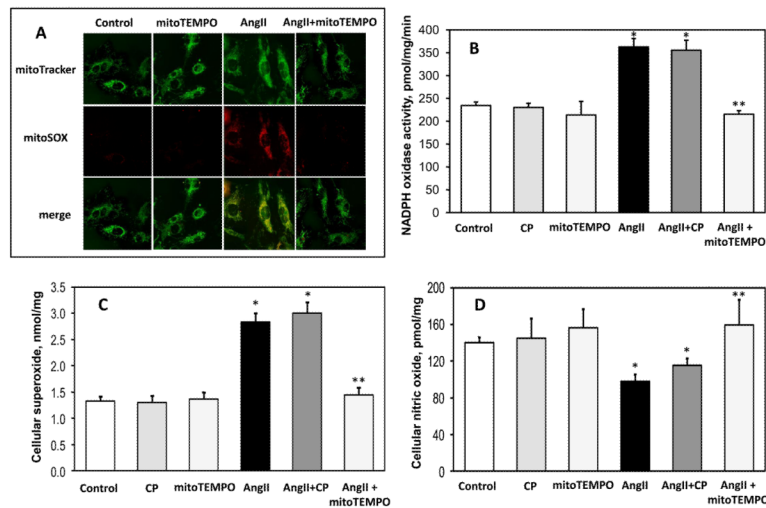 Control mitoTEMPO AngII AngII+mitoTEMPO
A
mitoTracker
mitoSOX
merge
B
NADPH oxidase activity, pmol/mg/min
400
350
300
250
200
150
100
50
0
* * **
Control CP mitoTEMPO AngII AngII+CP AngII +
mitoTEMPO
C
Cellular superoxide, nmol/mg
3.5
3.0
2.5
2.0
1.5
1.0
0.5
0.0
* * **
Control CP mitoTEMPO AngII AngII+CP AngII +
mitoTEMPO
D
Cellular nitric oxide, pmol/mg
200
160
120
80
40
0
* * **
Control CP mitoTEMPO AngII AngII+CP AngII +
mitoTEMPO